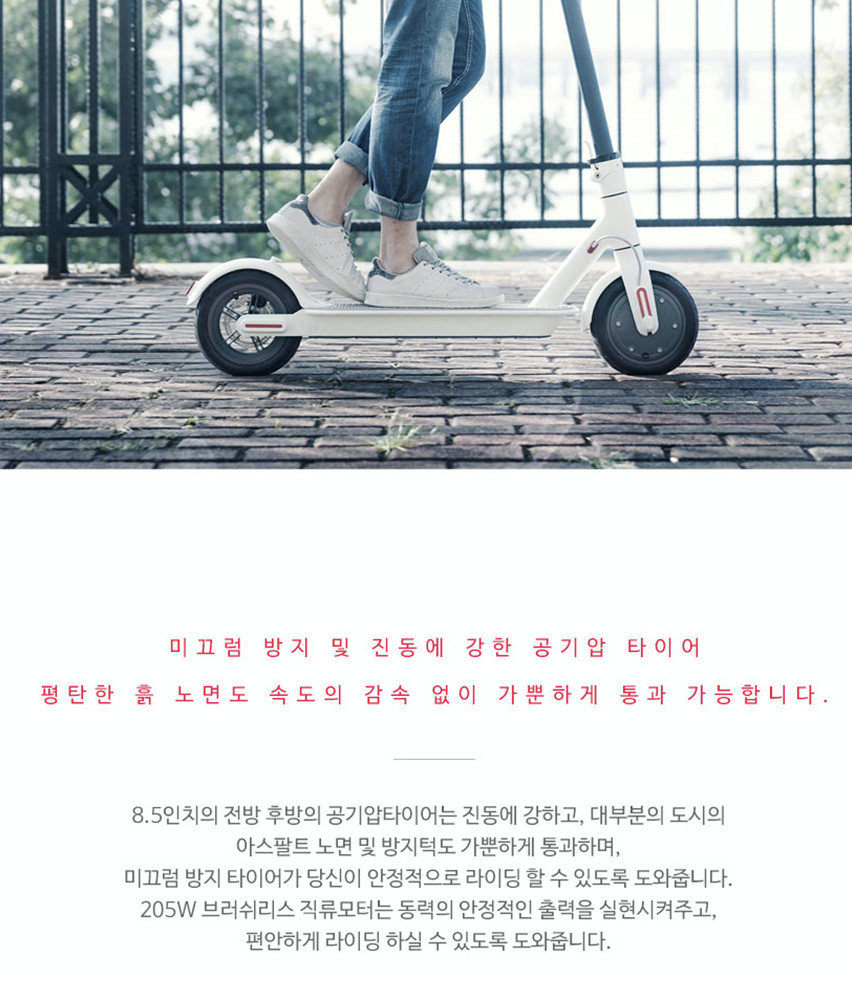 미끄럼 방지 및 진동에 강한 공기압 타이어
평탄한 흙 노면도 속도의 감속 없이 가뿐하게 통과 가능합니다.
8.5인치의 전방 후방의 공기압타이어는 진동에 강하고, 대부분의 도시의
아스팔트 노면 및 방지턱도 가뿐하게 통과하며,
미끄럼 방지 타이어가 당신이 안정적으로 라이딩 할 수 있도록 도와줍니다.
205W 브러쉬리스 직류모터는 동력의 안정적인 출력을 실현시켜주고,
편안하게 라이딩 하실 수 있도록 도와줍니다.